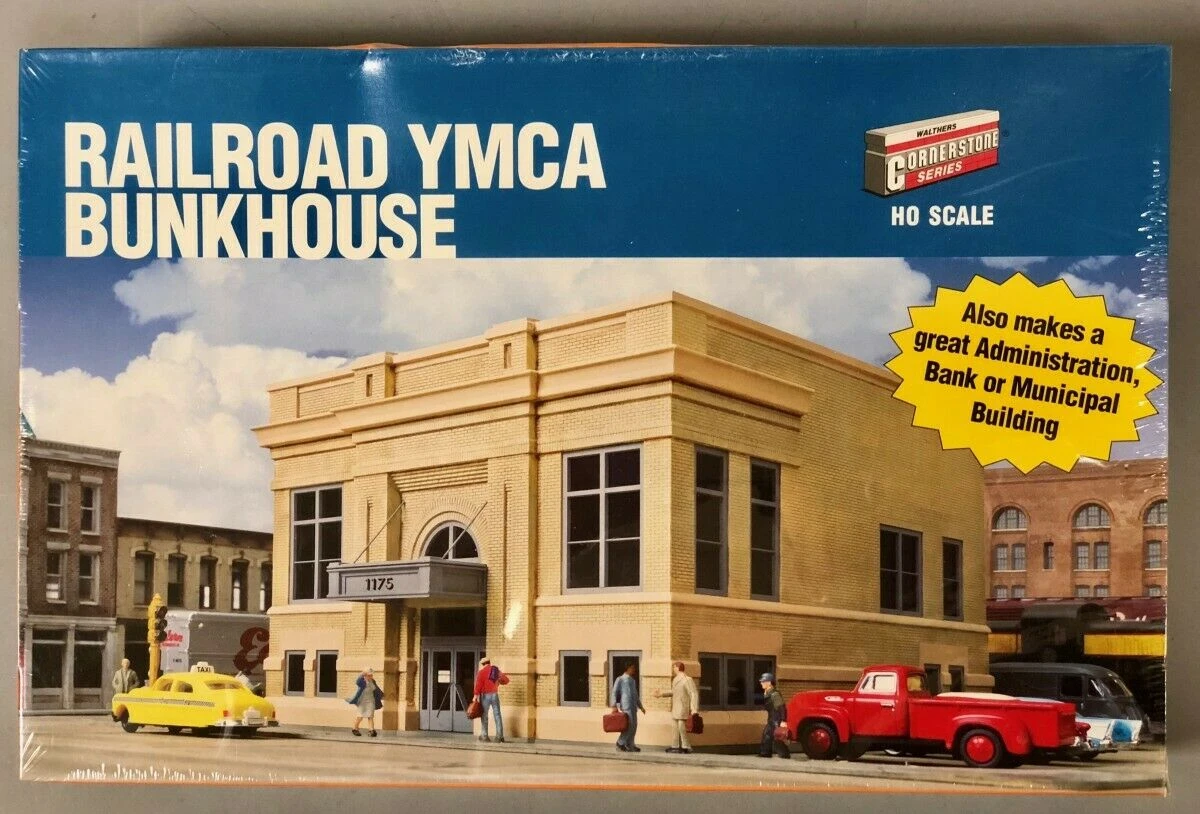 RAILROAD YMCA
BUNKHOUSE
WALTHERS
CORNERSTONE
SERIES
®
HO SCALE
Also makes a
great Administration,
Bank or Municipal
Building
1175
TAXI